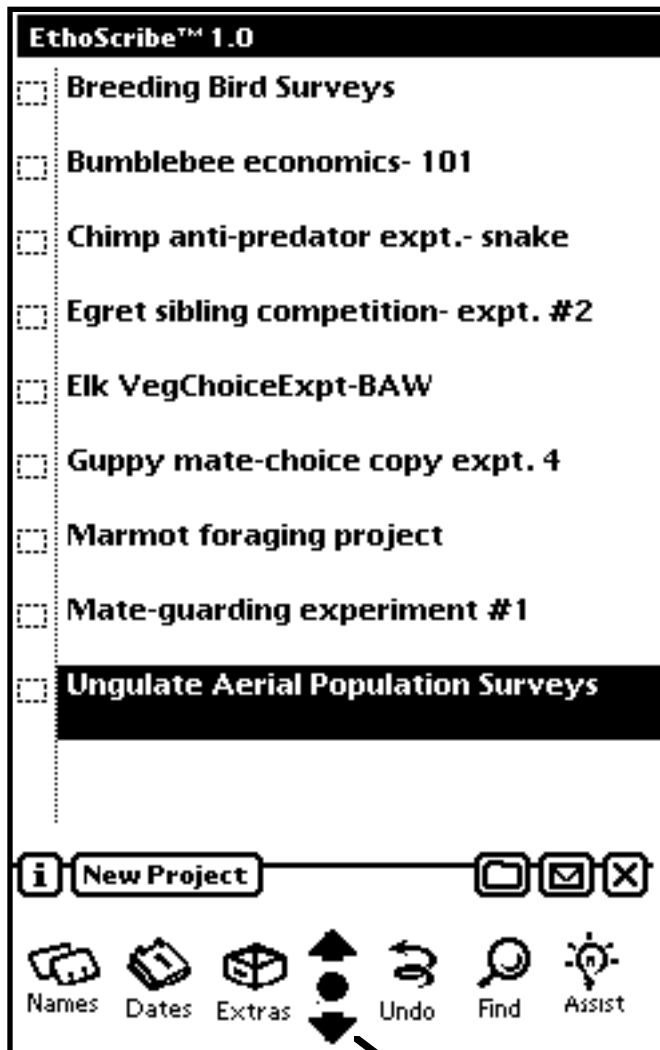 EthoScribe™ 1.0
Breeding Bird Surveys
Bumblebee economics- 101
Chimp anti-predator expt.- snake
Egret sibling competition- expt. #2
Elk VegChoiceExpt-BAW
Guppy mate-choice copy expt. 4
Marmot foraging project
Mate-guarding experiment #1
Ungulate Aerial Population Surveys
i New Project
Names Dates Extras Undo Find Assist